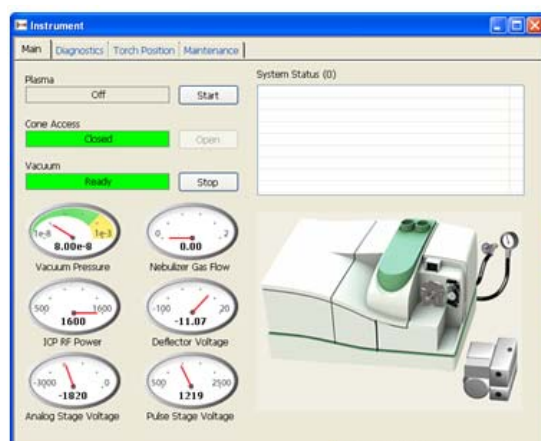 Instrument
Main Diagnostics Torch Position Maintenance
Plasma
Off Start
Cone Access
Closed Open
Vacuum
Ready Stop
System Status (0)
1e-8 1e-3
8.00e-8
Vacuum Pressure
0 2
0.00
Nebulizer Gas Flow
500 1600
1600
ICP RF Power
-100 20
-11.07
Deflector Voltage
-3000 0
-1820
Analog Stage Voltage
500 2500
1219
Pulse Stage Voltage